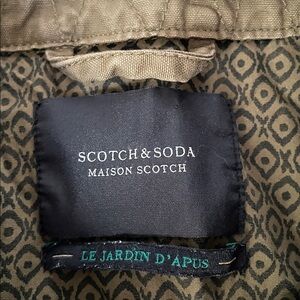 SCOTCH & SODA
MAISON SCOTCH
LE JARDIN D'APUS